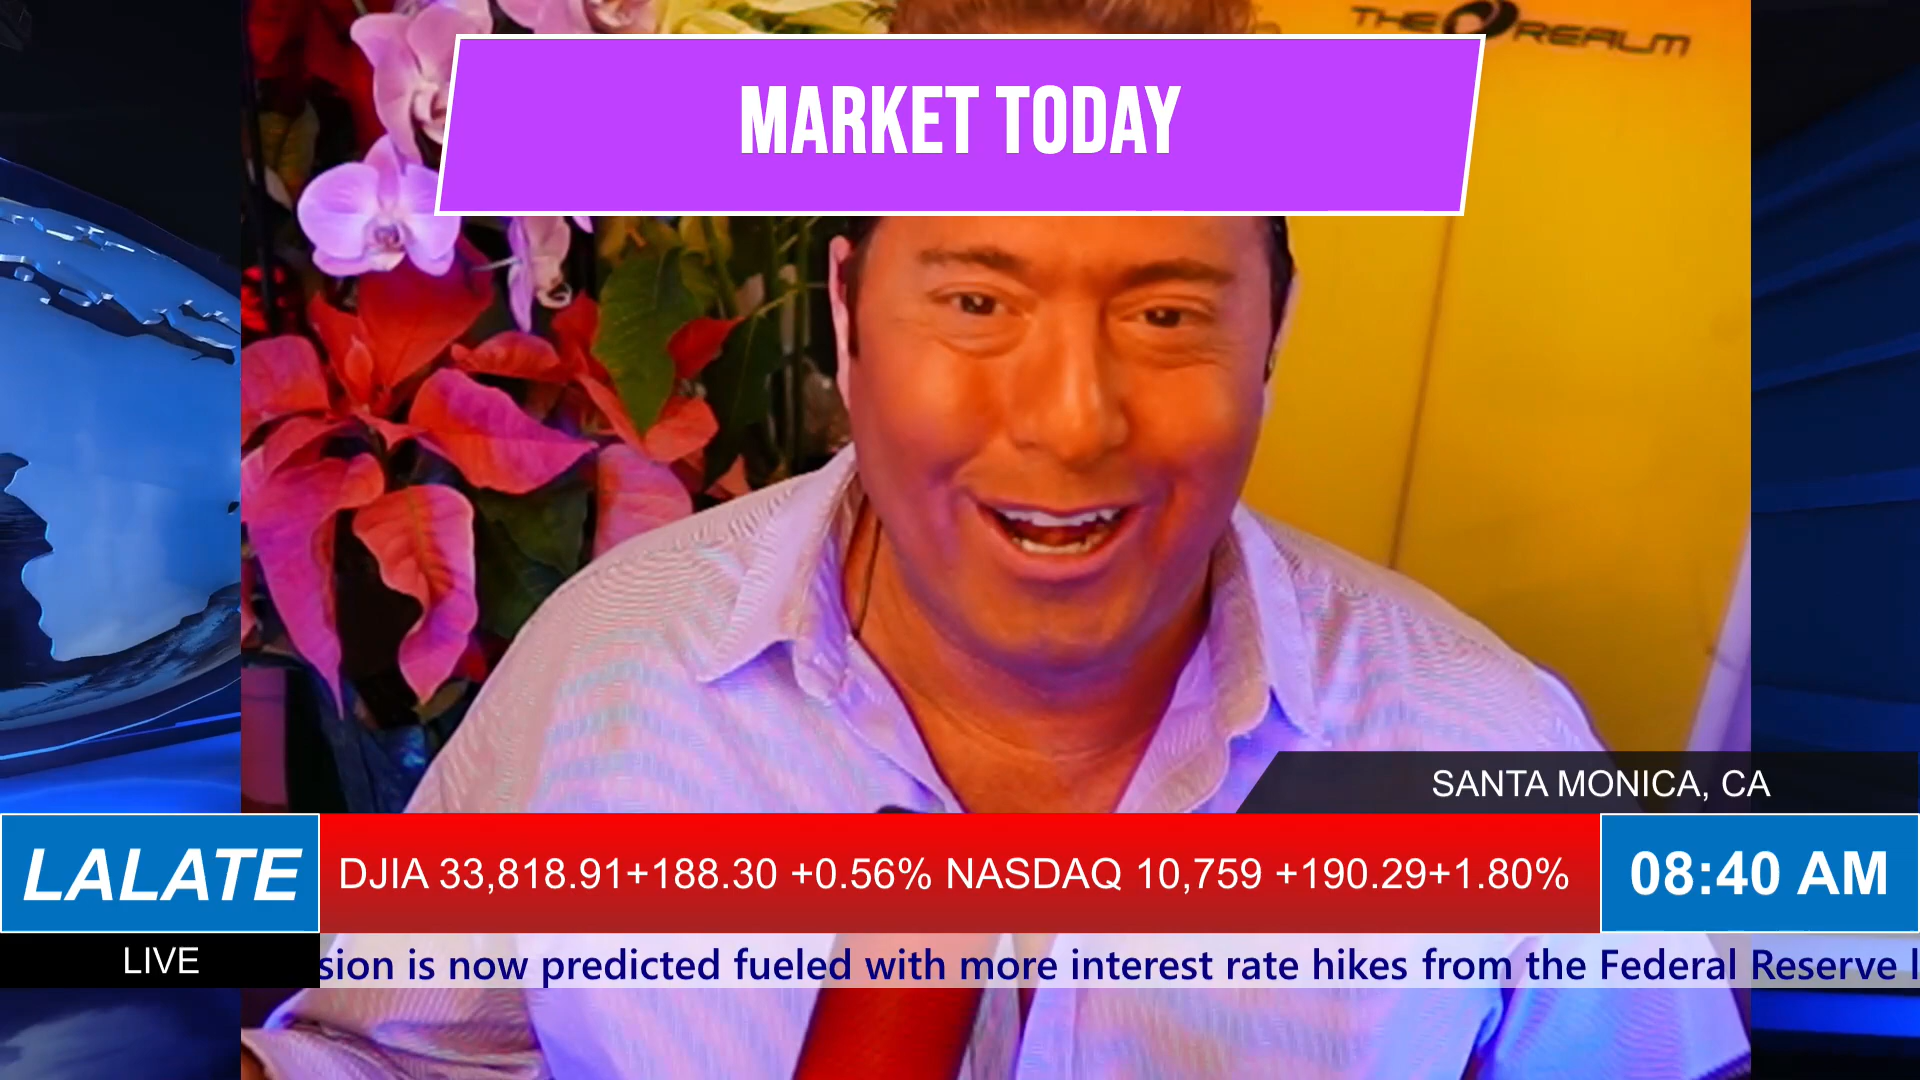 THE REALM
MARKET TODAY
SANTA MONICA, CA
LALATE
DJIA 33,818.91+188.30 +0.56% NASDAQ 10,759 +190.29+1.80%
08:40 AM
LIVE
sion is now predicted fueled with more interest rate hikes from the Federal Reserve